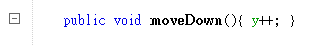 public void moveDown(){ y++; }